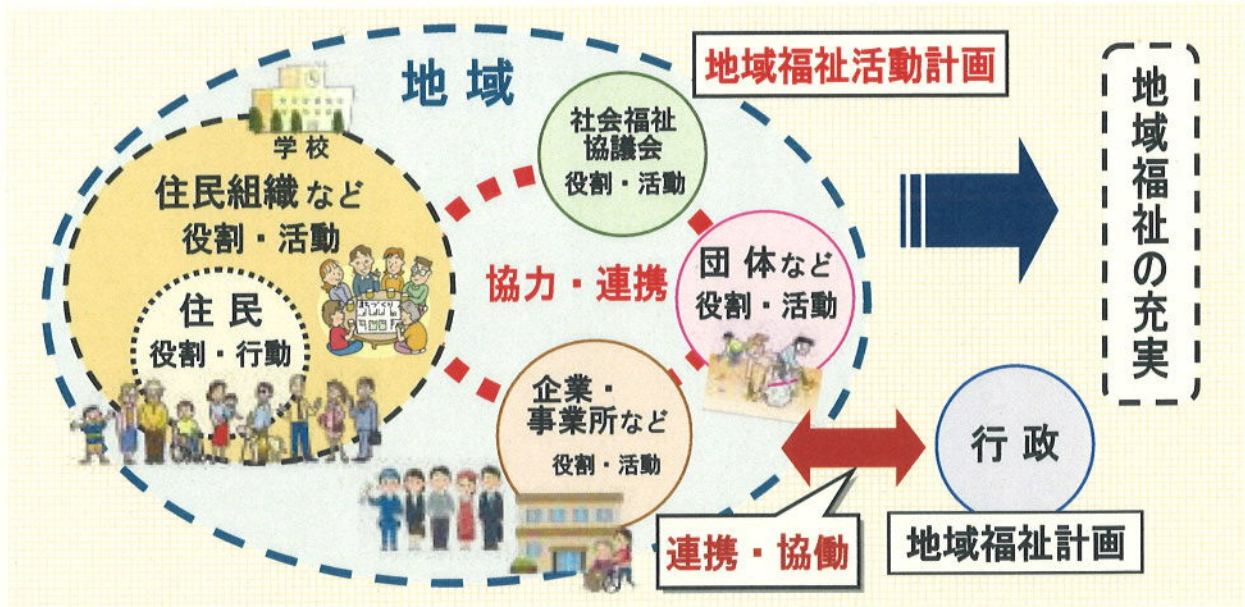 地域
地域福祉活動計画
学校
住民組織など
役割・活動
住民
役割・行動
社会福祉
協議会
役割・活動
協力・連携
団体など
役割・活動
企業・
事業所など
役割・活動
地域福祉の充実
行政
連携・協働
地域福祉計画